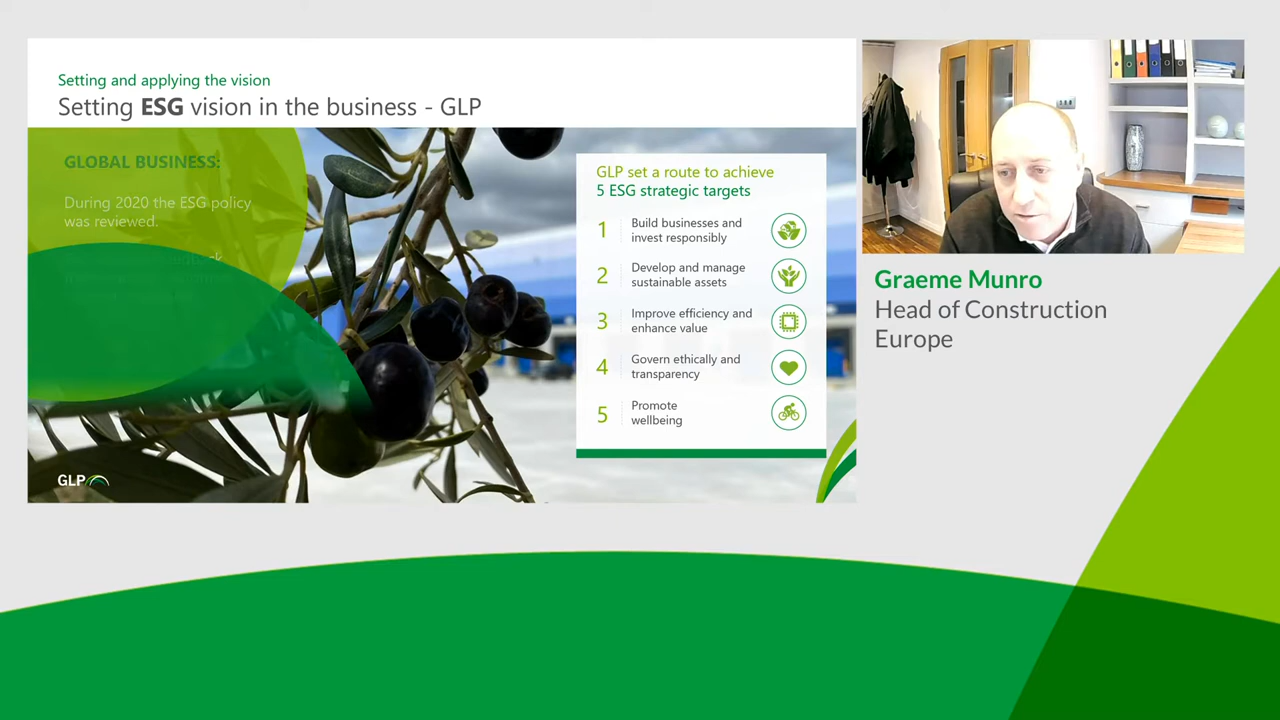 Setting and applying the vision
Setting ESG vision in the business - GLP
GLOBAL BUSINESS:
During 2020 the ESG policy
was reviewed.
GLP set a route to achieve
5 ESG strategic targets
1 Build businesses and
invest responsibly
2 Develop and manage
sustainable assets
3 Improve efficiency and
enhance value
4 Govern ethically and
transparency
5 Promote
wellbeing
GLP
Graeme Munro
Head of Construction
Europe